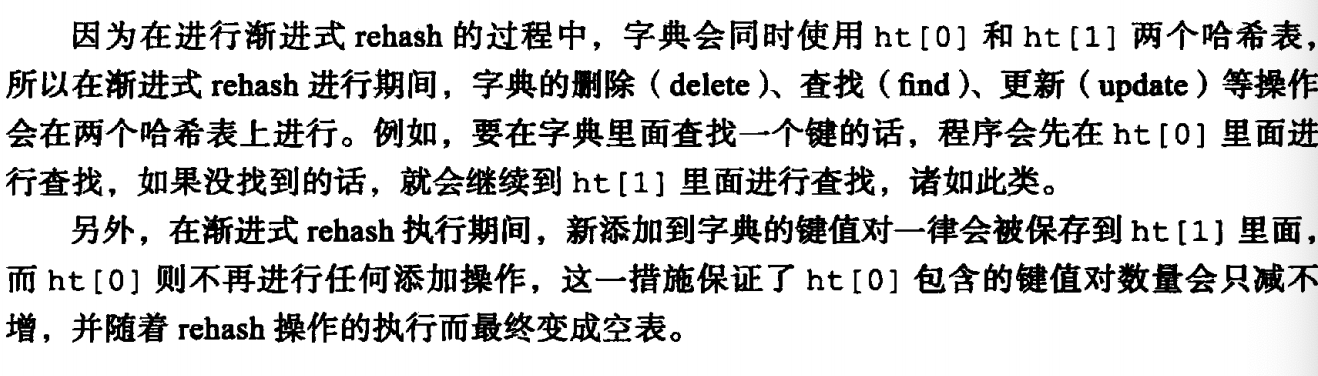 因为在进行渐进式 rehash 的过程中，字典会同时使用 ht[0] 和 ht[1] 两个哈希表，
所以在渐进式 rehash 进行期间，字典的删除（delete）、查找（find）、更新（update）等操作
会在两个哈希表上进行。例如，要在字典里面查找一个键的话，程序会先在 ht[0] 里面进
行查找，如果没找到的话，就会继续到 ht[1] 里面进行查找，诸如此类。
另外，在渐进式 rehash 执行期间，新添加到字典的键值对一律会被保存到 ht[1] 里面，
而 ht[0] 则不再进行任何添加操作，这一措施保证了 ht[0] 包含的键值对数量会只减不
增，并随着 rehash 操作的执行而最终变成空表。